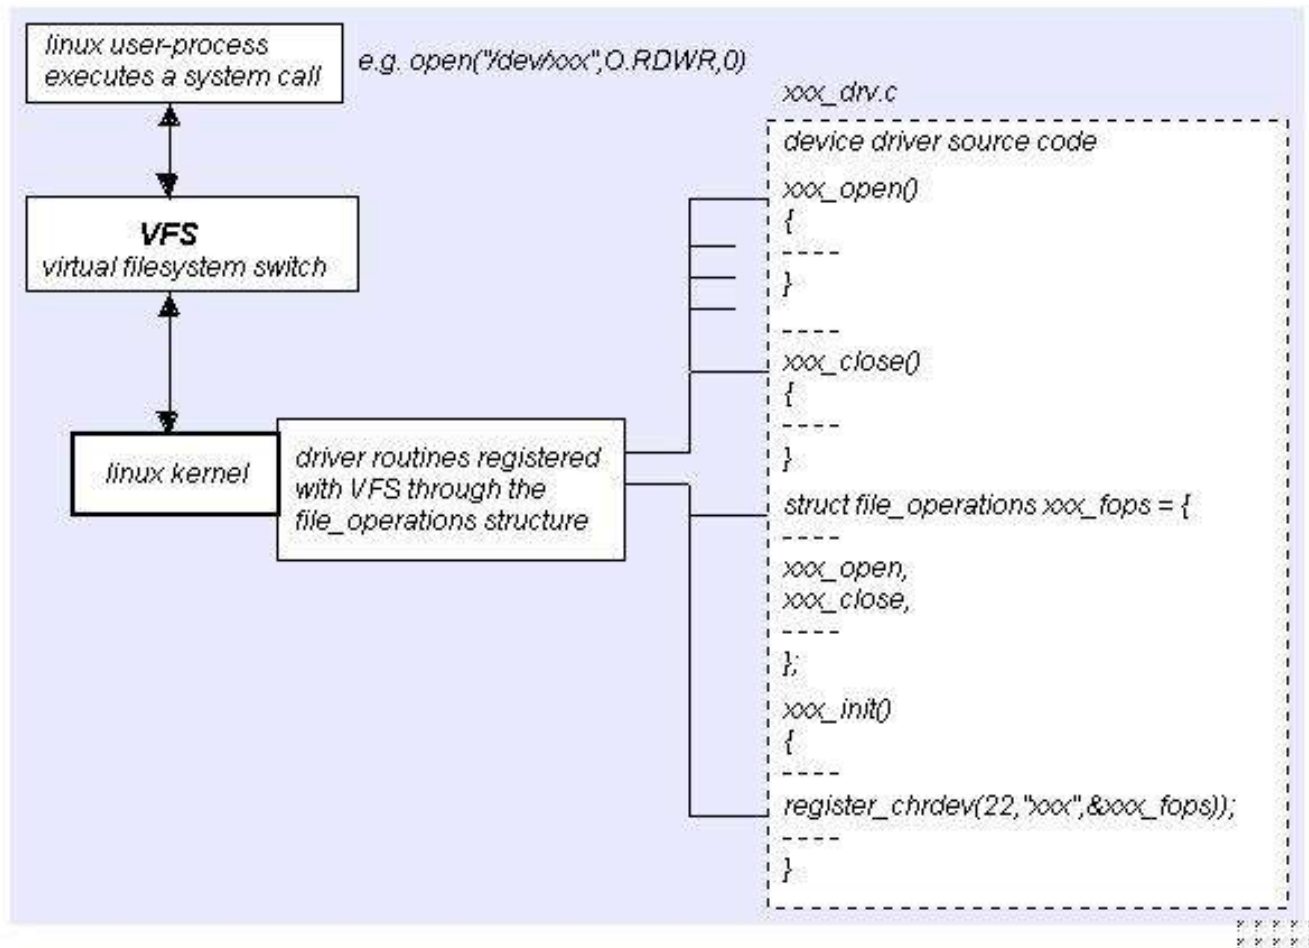 linux user-process
executes a system call
e.g. open("/dev/xxx",O.RDWR,0)
VFS
virtual filesystem switch
linux kernel
driver routines registered
with VFS through the
file_operations structure
xxx_drv.c
device driver source code
xxx_open()
{
----
}
----
xxx_close()
{
----
}
struct file_operations xxx_fops = {
----
xxx_open,
xxx_close,
----
};
xxx_init()
{
----
register_chrdev(22,"xxx",&xxx_fops));
----
}